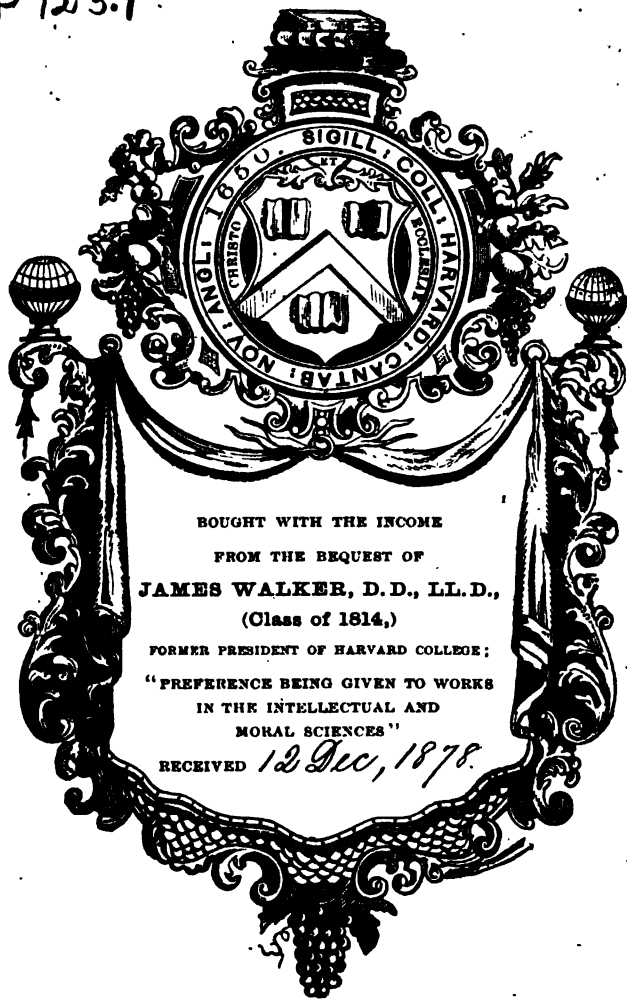 SIGILL: COLL: HARVARD: CANTAB: NOV: ANGL: 1650.
ET
CHRISTO
ECCLESIAE
BOUGHT WITH THE INCOME
FROM THE BEQUEST OF
JAMES WALKER, D.D., LL.D.,
(Class of 1814,)
FORMER PRESIDENT OF HARVARD COLLEGE;
"PREFERENCE BEING GIVEN TO WORKS
IN THE INTELLECTUAL AND
MORAL SCIENCES"
RECEIVED 12 Dec, 1878.